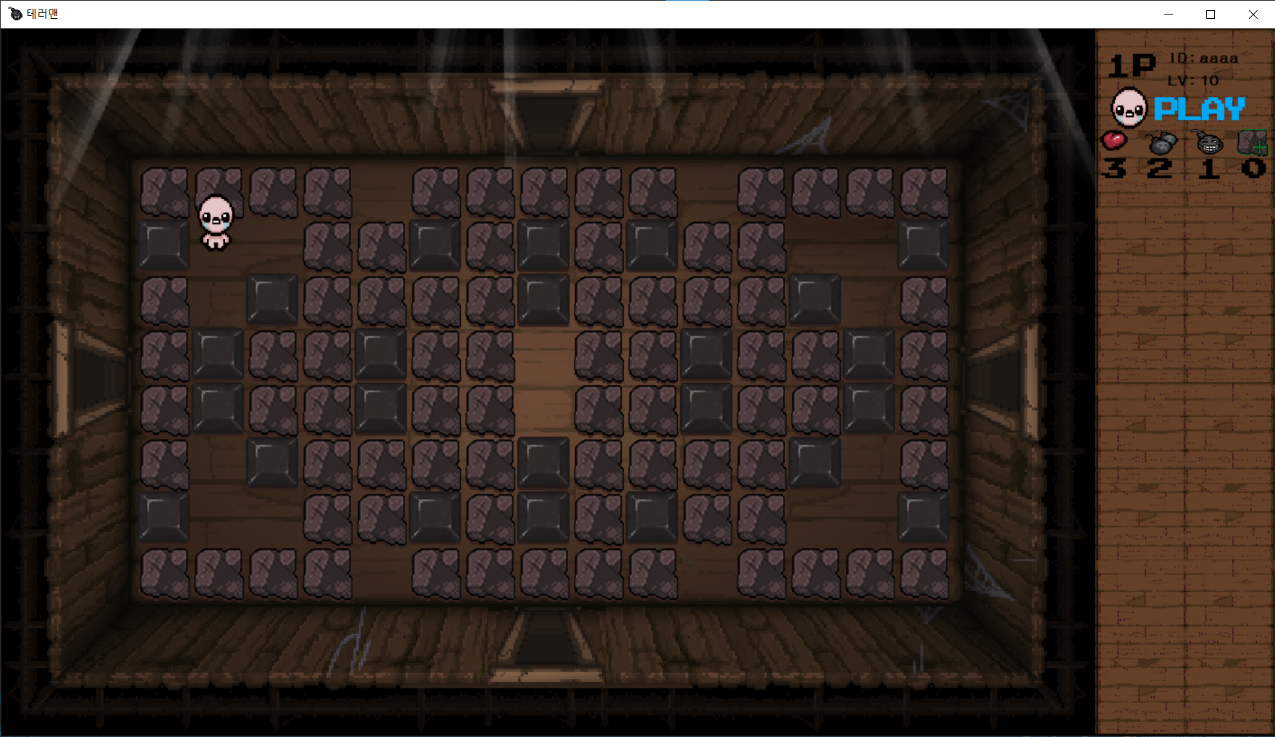 테러맨
1P
ID:aaaa
LV:10
PLAY
3 2 1 0